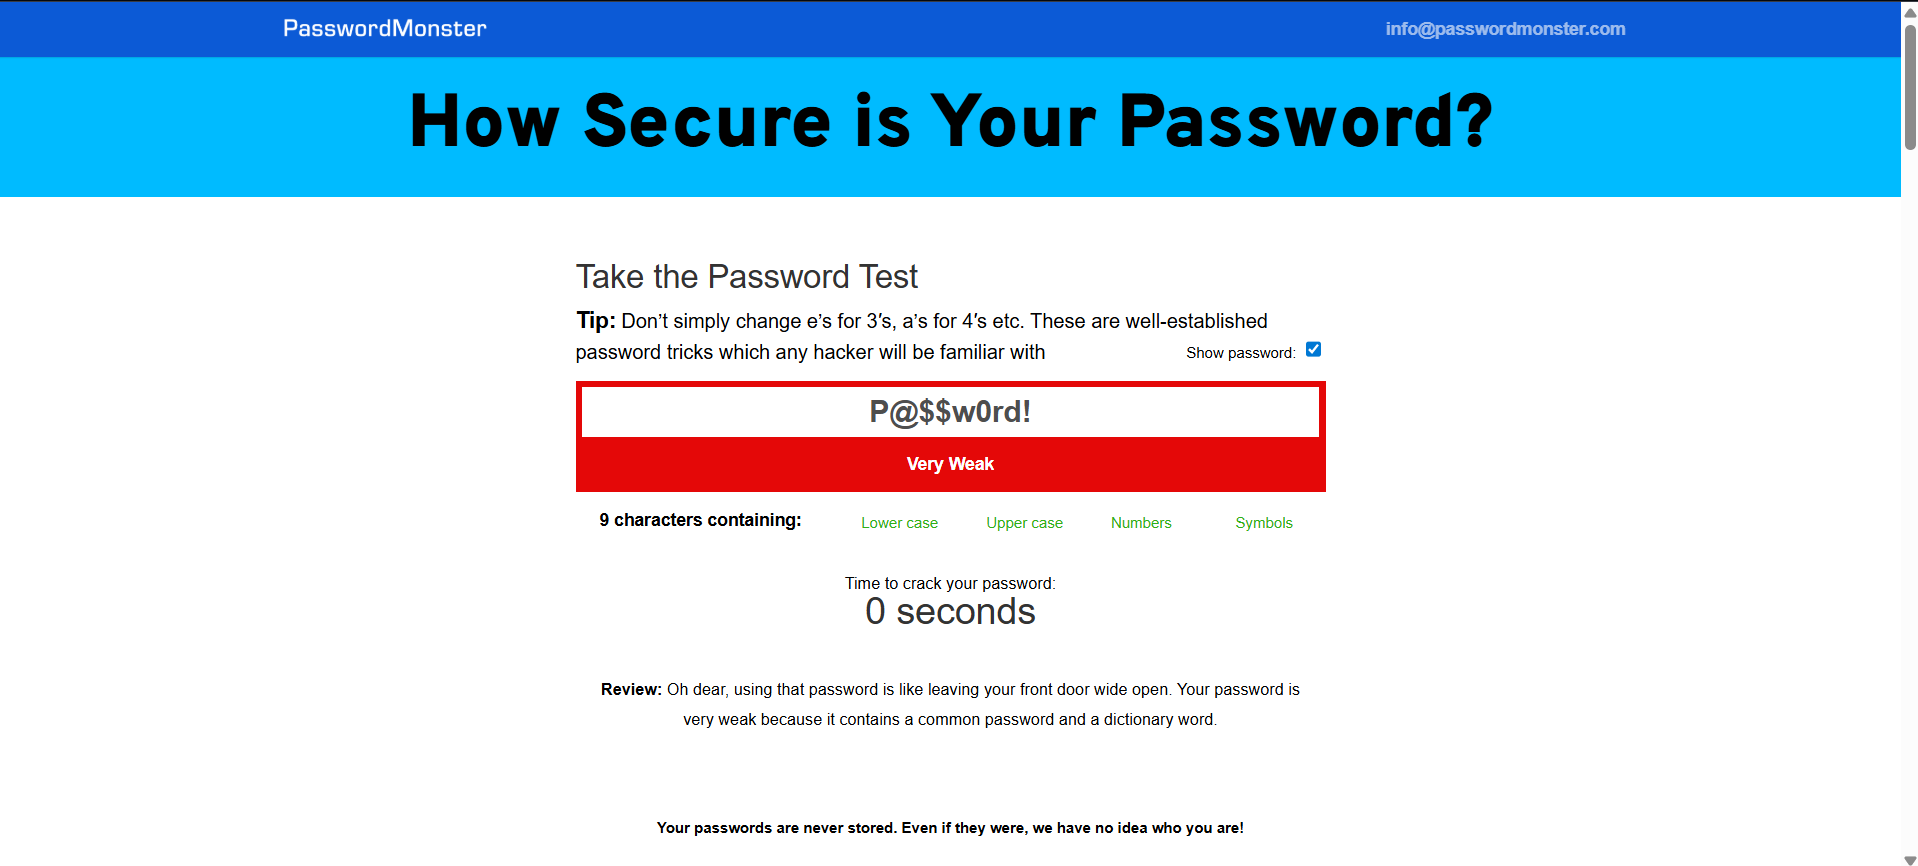 PasswordMonster
info@passwordmonster.com
How Secure is Your Password?
Take the Password Test
Tip: Don’t simply change e’s for 3′s, a’s for 4′s etc. These are well-established
password tricks which any hacker will be familiar with
Show password:
P@$$w0rd!
Very Weak
9 characters containing: Lower case Upper case Numbers Symbols
Time to crack your password:
0 seconds
Review: Oh dear, using that password is like leaving your front door wide open. Your password is
very weak because it contains a common password and a dictionary word.
Your passwords are never stored. Even if they were, we have no idea who you are!